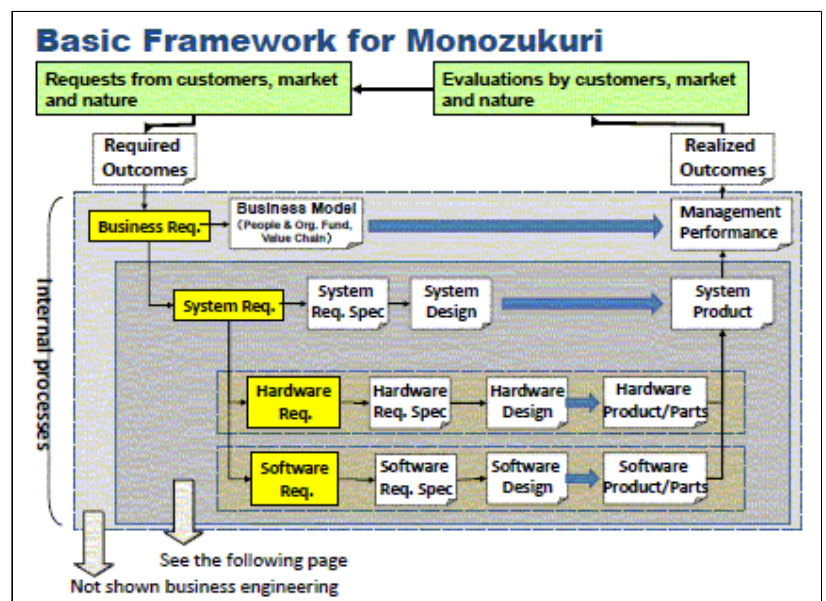 Basic Framework for Monozukuri
Requests from customers, market
and nature
Evaluations by customers, market
and nature
Required
Outcomes
Realized
Outcomes
Internal processes
Business Req.
Business Model
(People & Org. Fund,
Value Chain)
Management
Performance
System Req.
System
Req. Spec
System
Design
System
Product
Hardware
Req.
Hardware
Req. Spec
Hardware
Design
Hardware
Product/Parts
Software
Req.
Software
Req. Spec
Software
Design
Software
Product/Parts
See the following page
Not shown business engineering